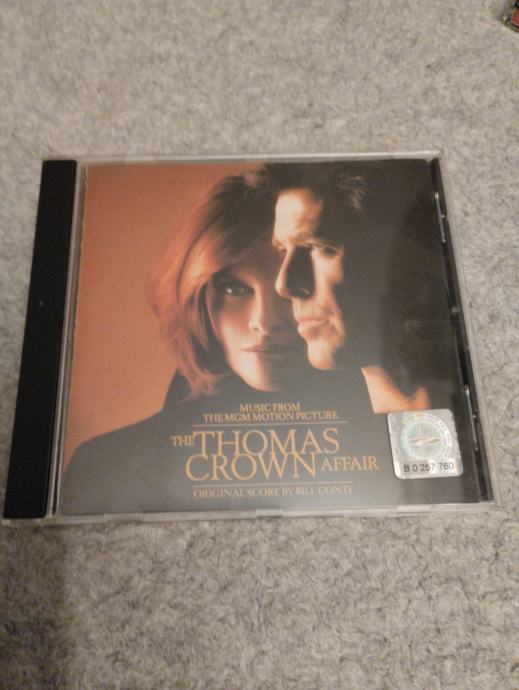 MUSIC FROM
THE MGM MOTION PICTURE
THE THOMAS
CROWN AFFAIR
ORIGINAL SCORE BY BILL CONTI
B 0 257 760